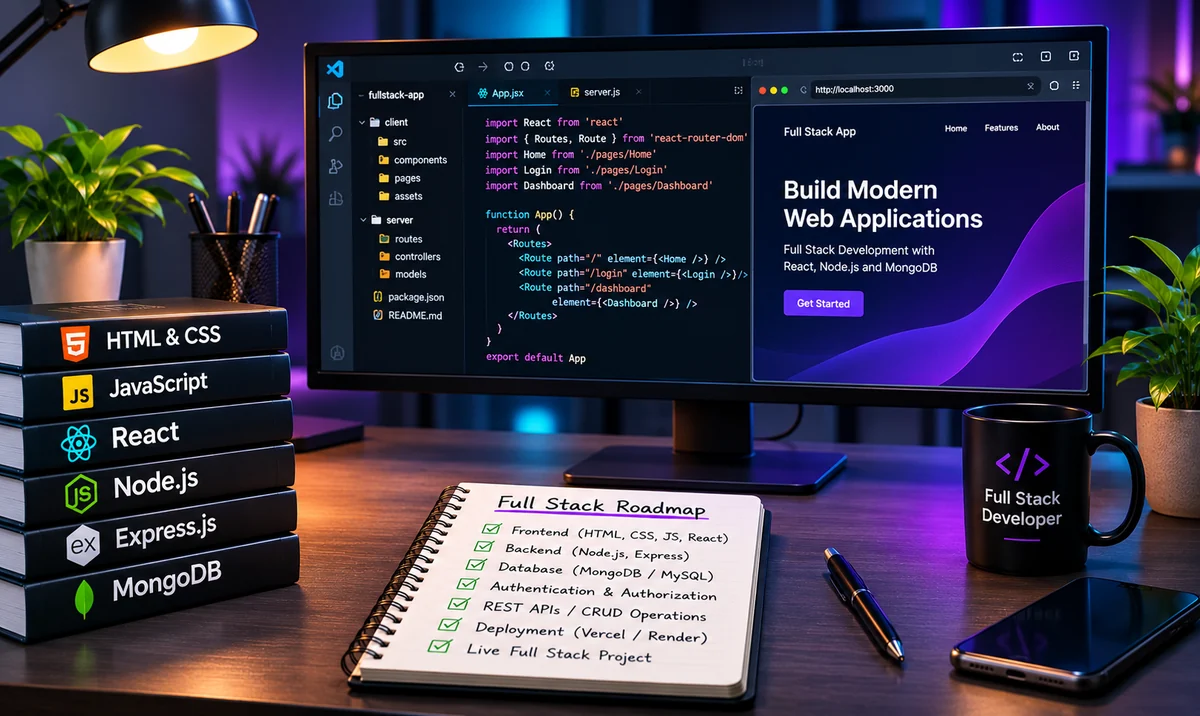 fullstack-app
client
src
components
pages
assets
server
routes
controllers
models
package.json
README.md
App.jsx
server.js
import React from 'react'
import { Routes, Route } from 'react-router-dom'
import Home from './pages/Home'
import Login from './pages/Login'
import Dashboard from './pages/Dashboard'
function App() {
return (
<Routes>
<Route path="/" element={<Home />} />
<Route path="/login" element={<Login />}/>
<Route path="/dashboard"
element={<Dashboard />} />
</Routes>
)
}
export default App
http://localhost:3000
Full Stack App
Home Features About
Build Modern
Web Applications
Full Stack Development with
React, Node.js and MongoDB
Get Started
5 HTML & CSS
JS JavaScript
React
JS Node.js
ex Express.js
MongoDB
Full Stack Roadmap
Frontend (HTML, CSS, JS, React)
Backend (Node.js, Express)
Database (MongoDB / MySQL)
Authentication & Authorization
REST APIs / CRUD Operations
Deployment (Vercel / Render)
Live Full Stack Project
</>
Full Stack
Developer